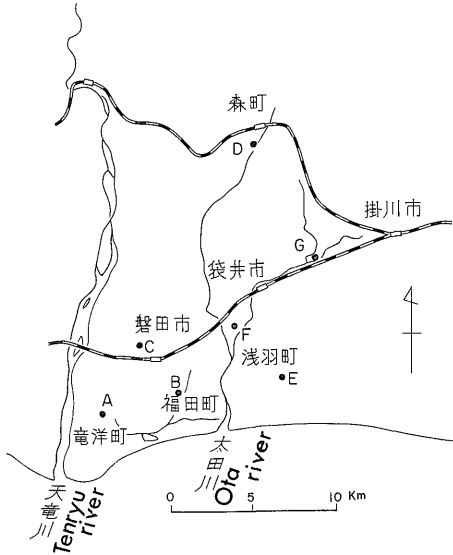 森町
D
掛川市
G
袋井市
磐田市
C
F
浅羽町
B
E
福田町
A
竜洋町
天竜川
Tenryu river
太田川
Ota river
0 5 10 Km